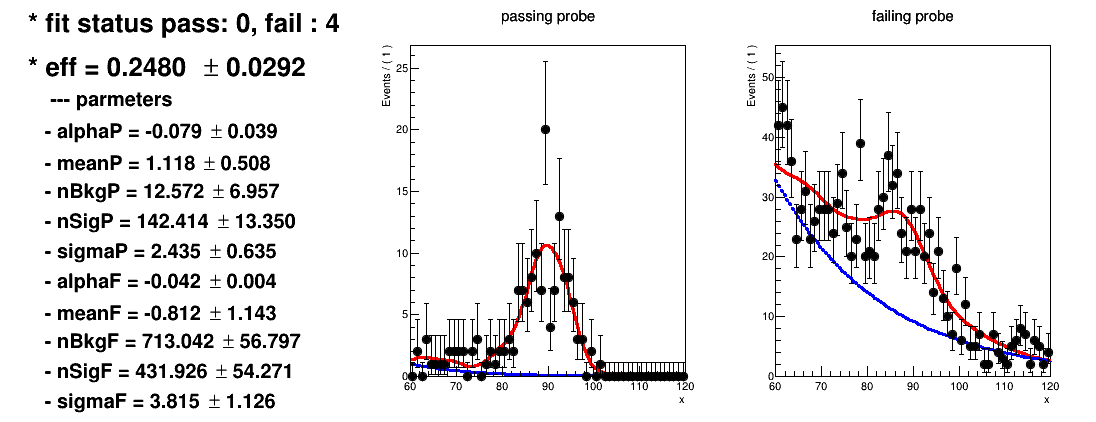 * fit status pass: 0, fail : 4
* eff = 0.2480 ± 0.0292
--- parmeters
- alphaP = -0.079 ± 0.039
- meanP = 1.118 ± 0.508
- nBkgP = 12.572 ± 6.957
- nSigP = 142.414 ± 13.350
- sigmaP = 2.435 ± 0.635
- alphaF = -0.042 ± 0.004
- meanF = -0.812 ± 1.143
- nBkgF = 713.042 ± 56.797
- nSigF = 431.926 ± 54.271
- sigmaF = 3.815 ± 1.126
passing probe
Events / ( 1 )
25
20
15
10
5
0
60 70 80 90 100 110 120
x
failing probe
Events / ( 1 )
50
40
30
20
10
0
60 70 80 90 100 110 120
x